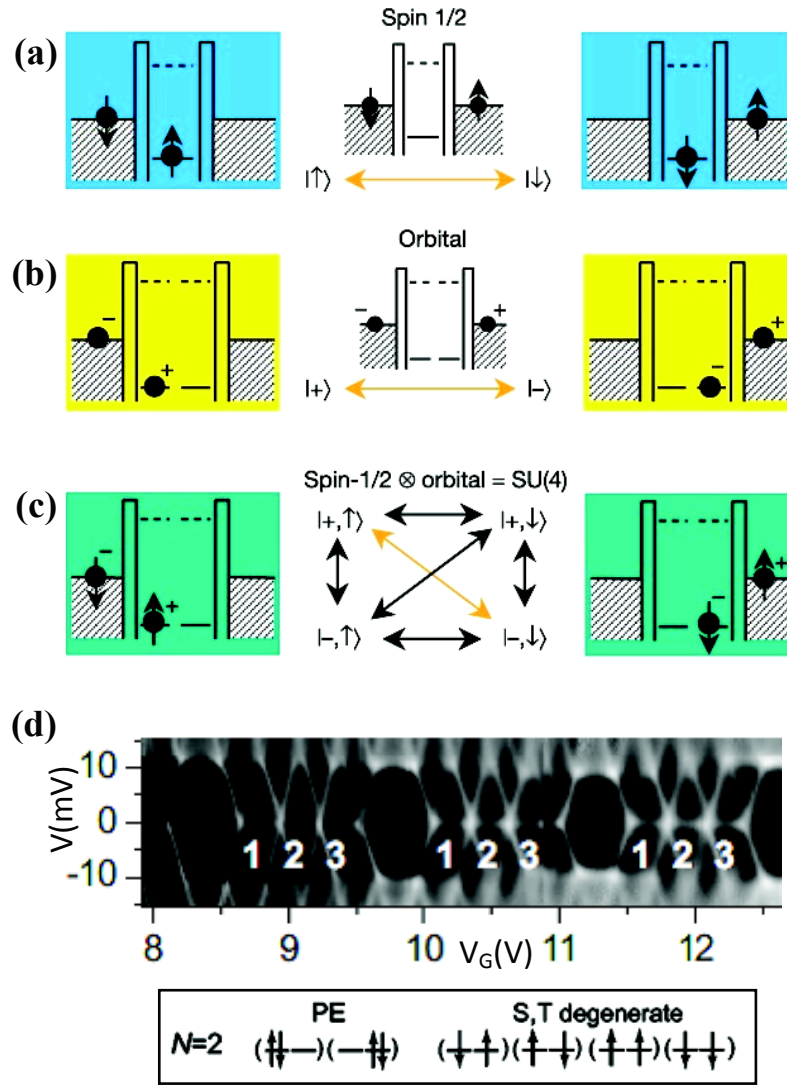 (a)
Spin 1/2
|↑⟩ |↓⟩
(b)
Orbital
− + − + − +
|+⟩ |−⟩
(c)
Spin-1/2 ⊗ orbital = SU(4)
|+,↑⟩ |+,↓⟩
− + − +
|−,↑⟩ |−,↓⟩
(d)
V(mV)
10
0
-10
1 2 3 1 2 3 1 2 3
8 9 10 11 12
V_G(V)
PE S,T degenerate
N=2 (⇅ —)(— ⇅) (↓ ↑)(↑ ↓)(↑ ↑)(↓ ↓)